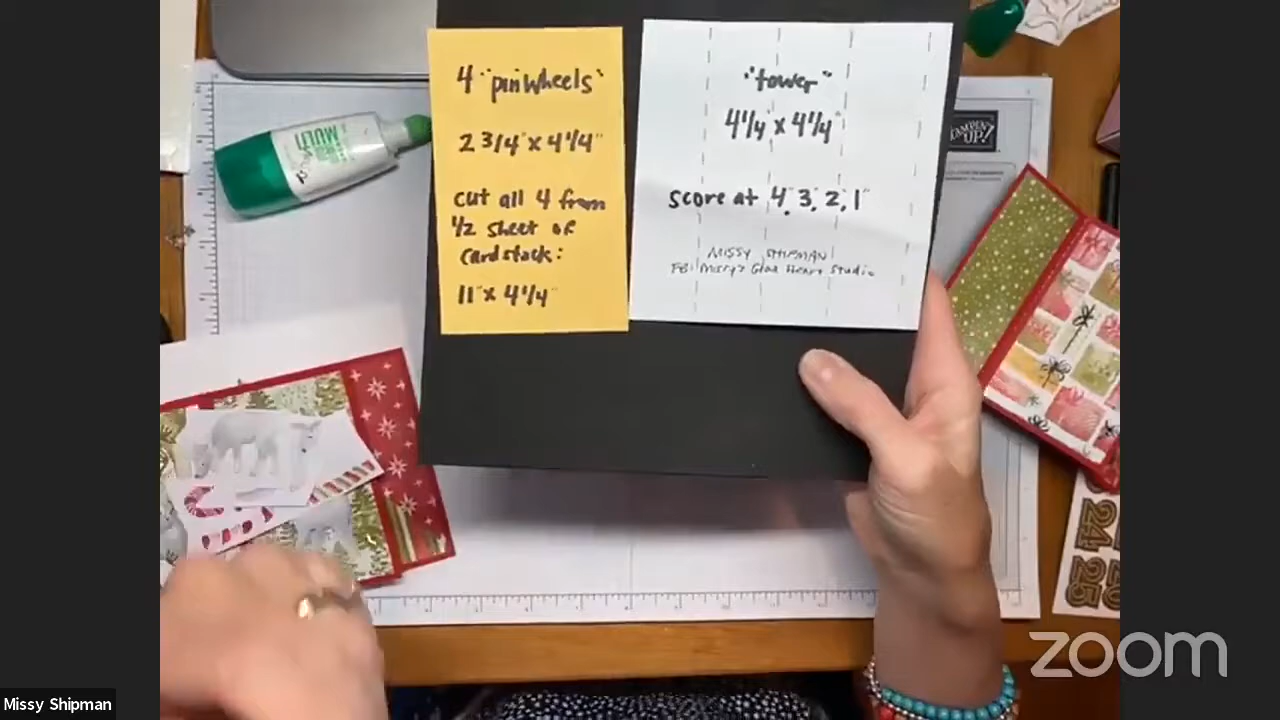 4 "pinwheels"
2 3/4" x 4 1/4"
cut all 4 from
1/2 sheet of
cardstock:
11" x 4 1/4"
"tower"
4 1/4" x 4 1/4"
score at 4", 3", 2", 1"
MISSY SHIPMAN
FB: Missy's Glad Heart Studio
MULTI
STAMPIN' UP!
24
25
Missy Shipman
zoom